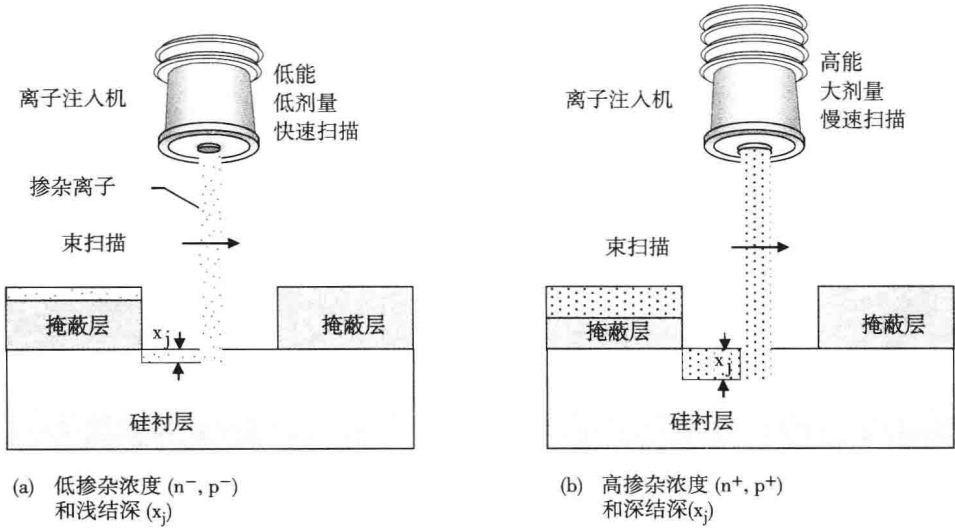 离子注入机
低能
低剂量
快速扫描
掺杂离子
束扫描
掩蔽层
xj
掩蔽层
硅衬层
(a) 低掺杂浓度 (n⁻, p⁻)
和浅结深 (xj)
离子注入机
高能
大剂量
慢速扫描
束扫描
掩蔽层
xj
掩蔽层
硅衬层
(b) 高掺杂浓度 (n⁺, p⁺)
和深结深(xj)